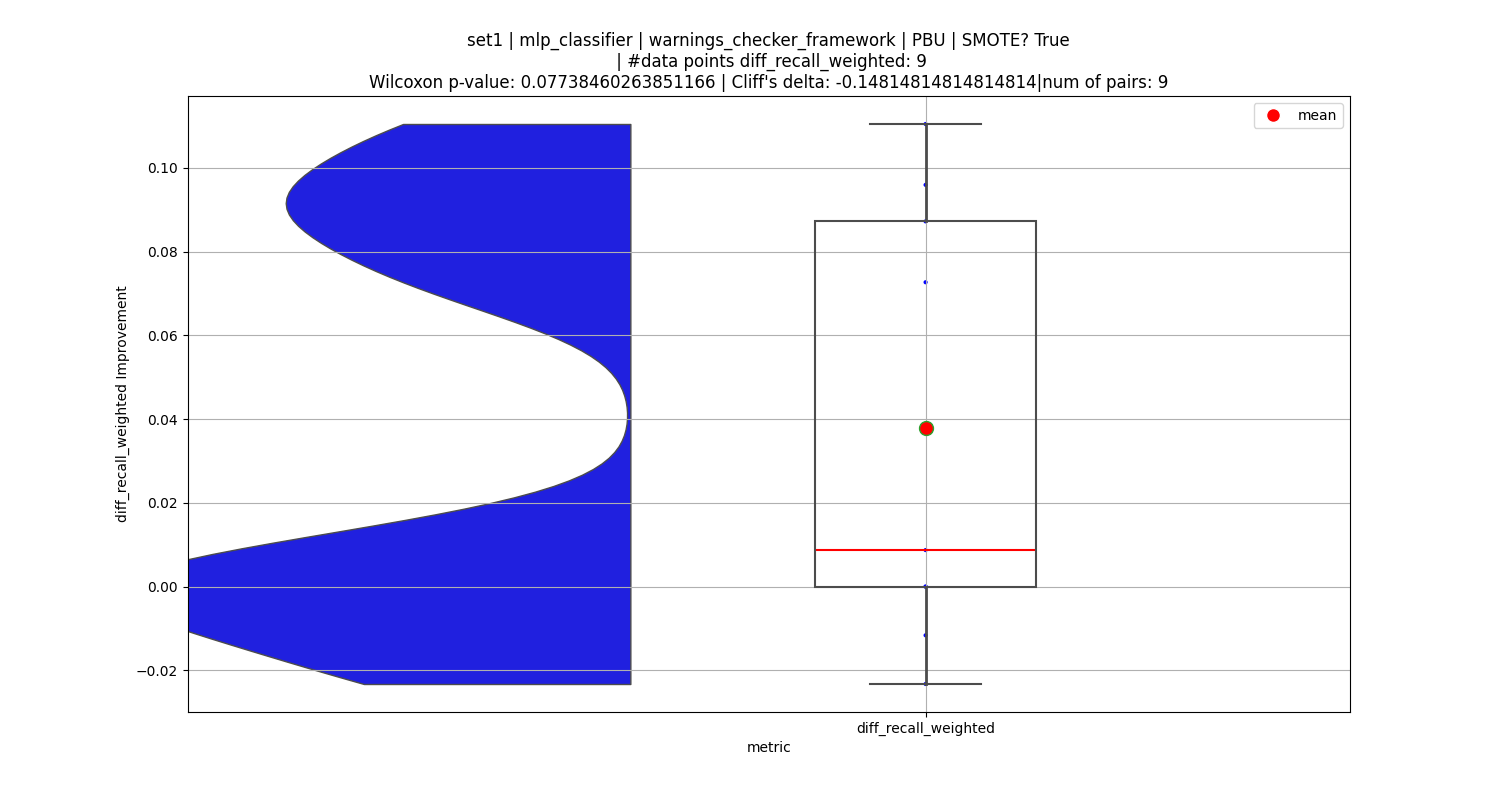 set1 | mlp_classifier | warnings_checker_framework | PBU | SMOTE? True
| #data points diff_recall_weighted: 9
Wilcoxon p-value: 0.07738460263851166 | Cliff's delta: -0.14814814814814814|num of pairs: 9
mean
0.10
0.08
0.06
0.04
0.02
0.00
−0.02
diff_recall_weighted Improvement
diff_recall_weighted
metric